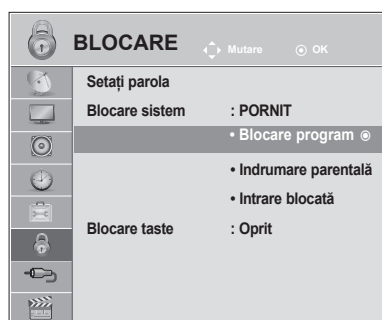 BLOCARE Mutare OK
Setați parola
Blocare sistem : PORNIT
• Blocare program
• Indrumare parentală
• Intrare blocată
Blocare taste : Oprit